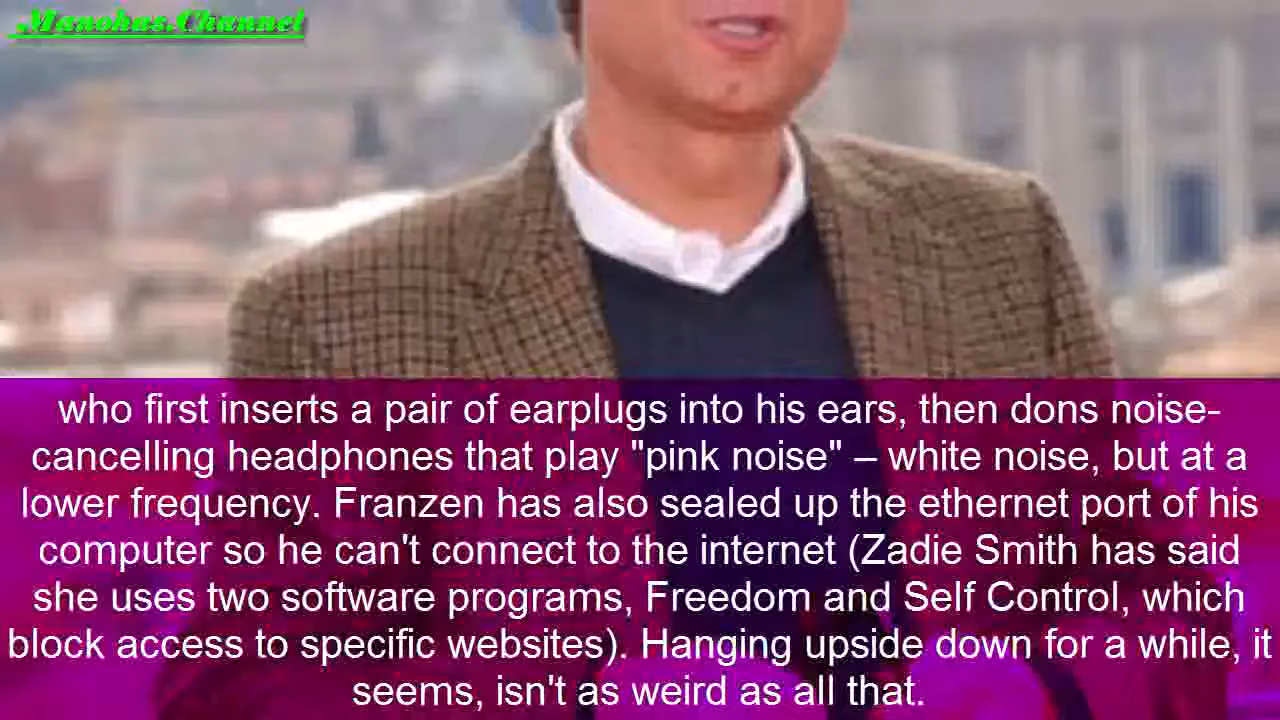 Manohus.Channel
who first inserts a pair of earplugs into his ears, then dons noise-
cancelling headphones that play "pink noise" – white noise, but at a
lower frequency. Franzen has also sealed up the ethernet port of his
computer so he can't connect to the internet (Zadie Smith has said
she uses two software programs, Freedom and Self Control, which
block access to specific websites). Hanging upside down for a while, it
seems, isn't as weird as all that.